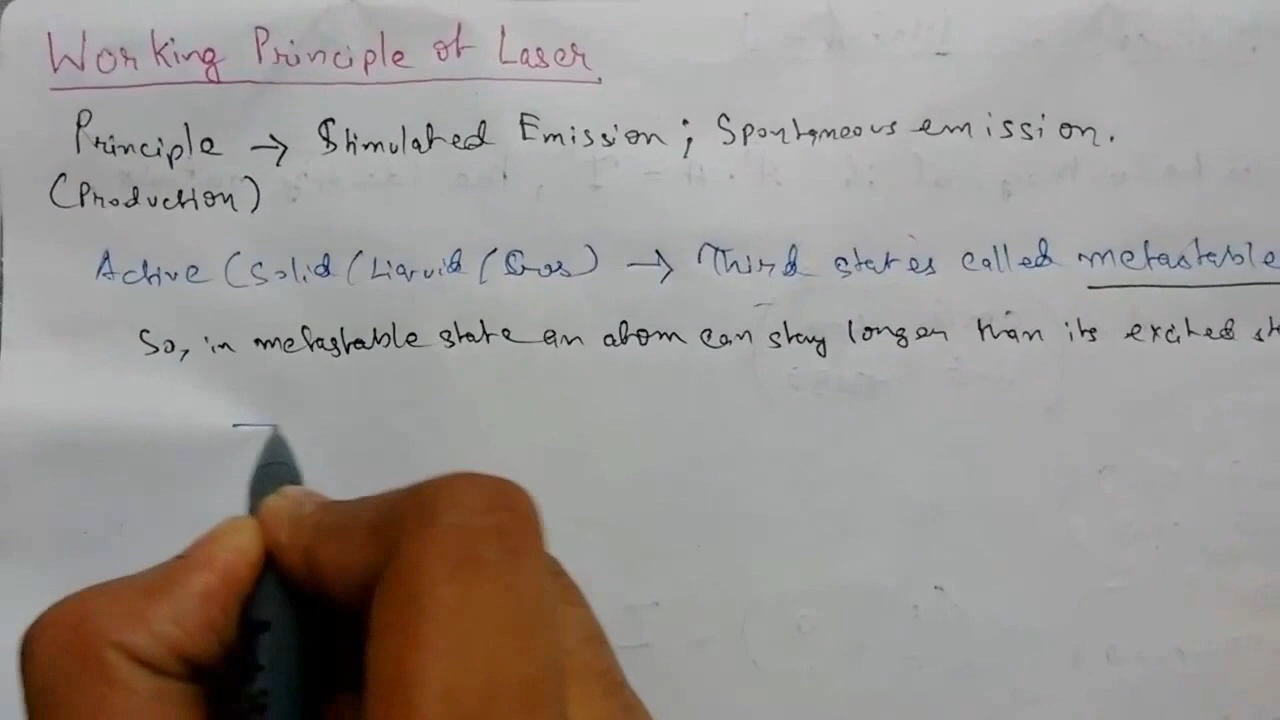 Working Principle of Laser
Principle → Stimulated Emission; Spontaneous emission.
(Production)
Active (Solid (Liquid (Gas) → Third states called metastable
So, in metastable state an atom can stay longer than its excited st